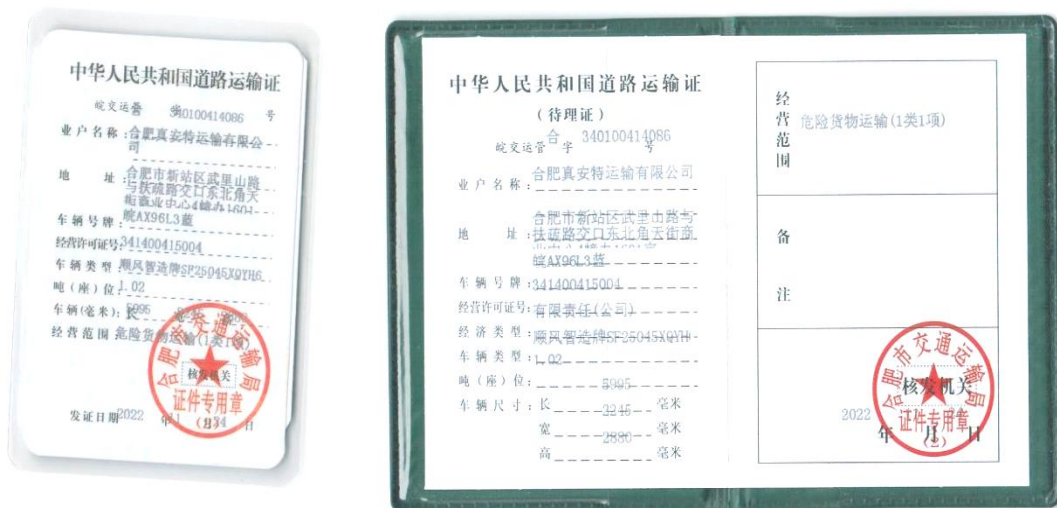 中华人民共和国道路运输证
皖交运营 字 340100414086 号
业户名称:合肥真安特运输有限公
司
地 址:合肥市新站区武里山路
与扶疏路交口东北角天
街商业中心4幢办1601
车辆号牌:皖AX96L3蓝
经营许可证号:341400415004
车辆类型:顺风智造牌SF25045XQYH6
吨(座)位:1.02
车辆(毫米):长 5995
经营范围 危险货物运输(1类1项)
核发机关
合肥市交通运输局
证件专用章
(2)
发证日期 2022 年 月 日
中华人民共和国道路运输证
(待理证)
皖交运管 合 字 340100414086 号
业户名称:合肥真安特运输有限公司
地 址:合肥市新站区武里山路与
扶疏路交口东北角天街商
皖AX96L3蓝
车辆号牌:341400415004
经营许可证号:有限责任(公司)
经济类型:顺风智造牌SF25045XQYH
车辆类型:1.02
吨(座)位:5995
车辆尺寸:长 3245 毫米
宽 2880 毫米
高 毫米
经营范围
危险货物运输(1类1项)
备注
合肥市交通运输局
核发机关
证件专用章
(2)
2022
年 月 日